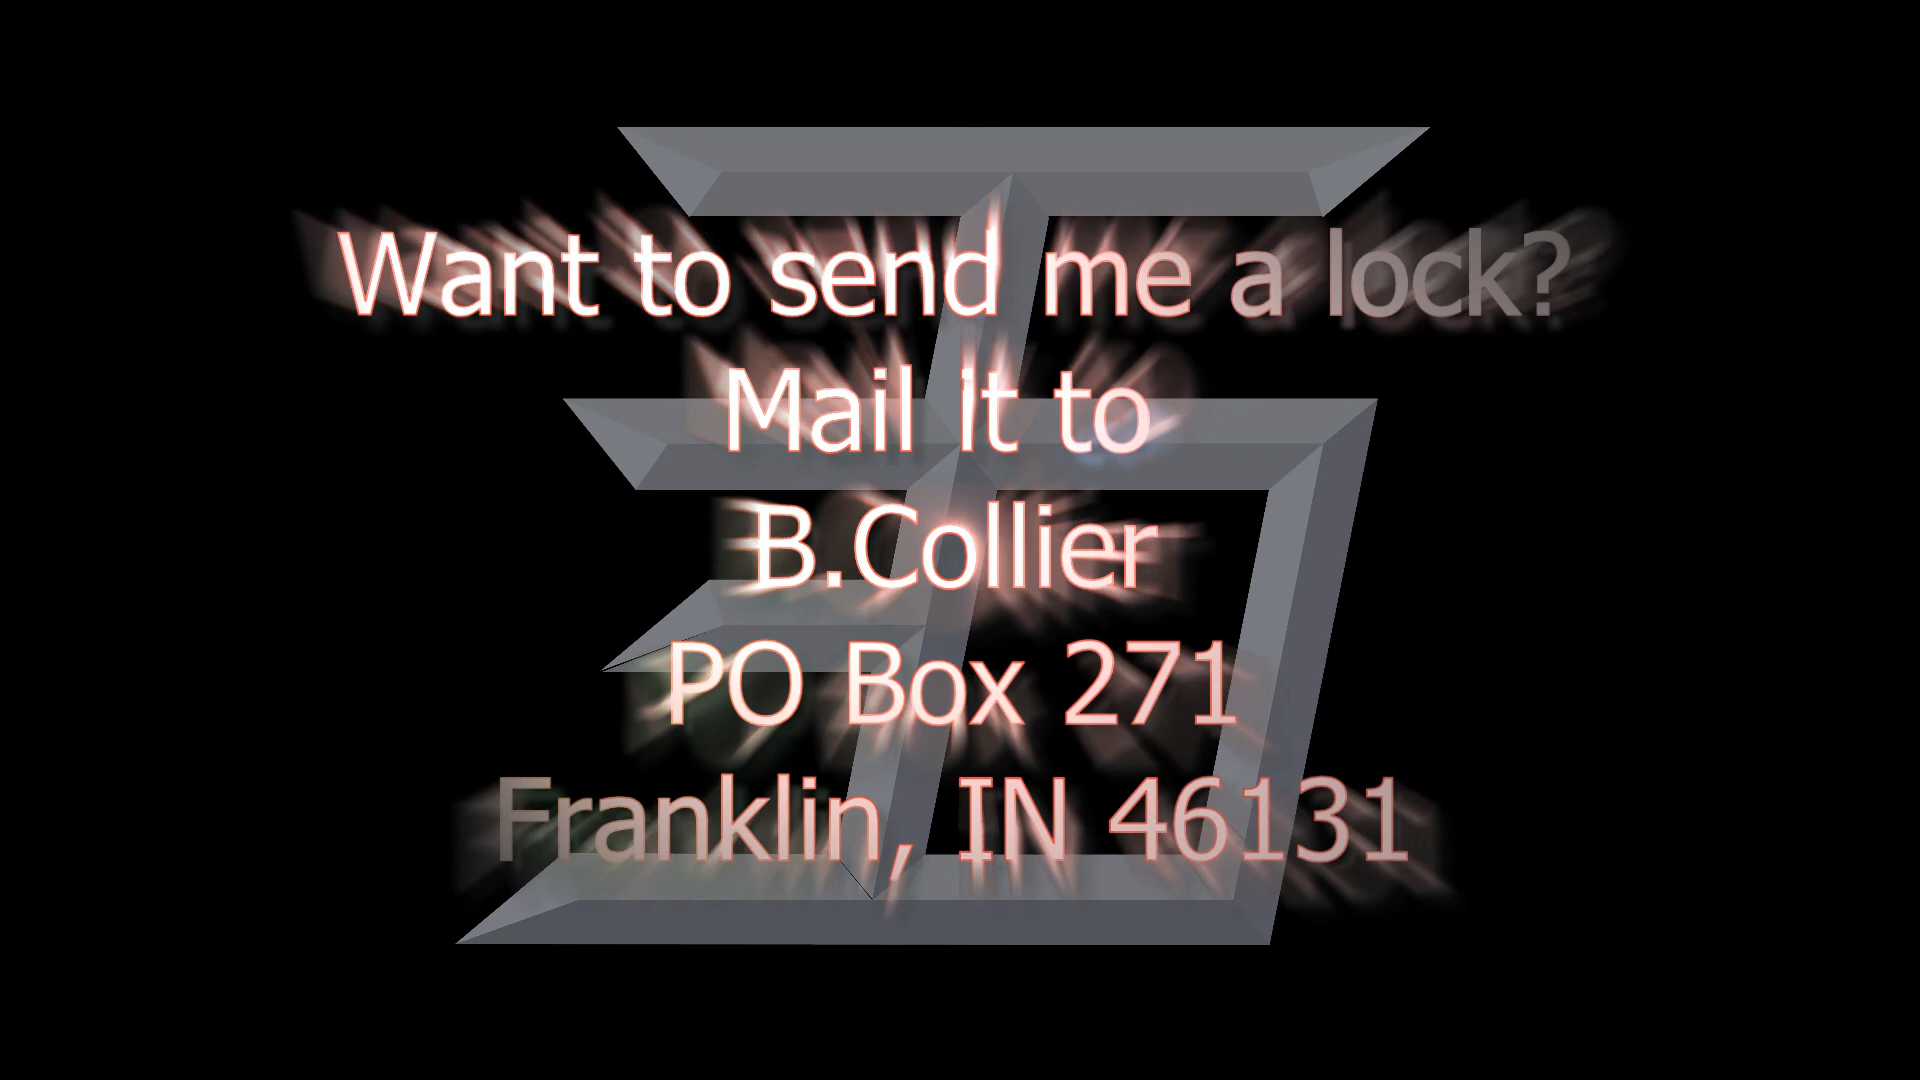 Want to send me a lock?
Mail it to
B.Collier
PO Box 271
Franklin, IN 46131